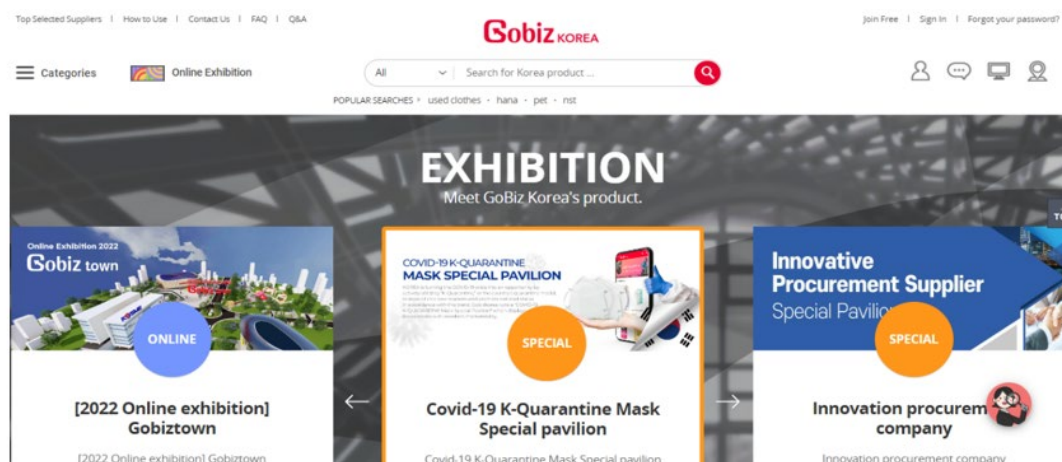 Top Selected Suppliers | How to Use | Contact Us | FAQ | Q&A
Join Free | Sign In | Forgot your password?
Gobiz KOREA
Categories
Online Exhibition
All
Search for Korea product ...
POPULAR SEARCHES used clothes - hana - pet - nst
EXHIBITION
Meet GoBiz Korea's product.
Online Exhibition 2022
Gobiz town
ONLINE
[2022 Online exhibition]
Gobiztown
[2022 Online exhibition] Gobiztown
COVID-19 K-QUARANTINE
MASK SPECIAL PAVILION
SPECIAL
Covid-19 K-Quarantine Mask
Special pavilion
Covid-19 K-Quarantine Mask Special pavilion
Innovative
Procurement Supplier
Special
SPECIAL
Innovation
company
Innovation procurement company